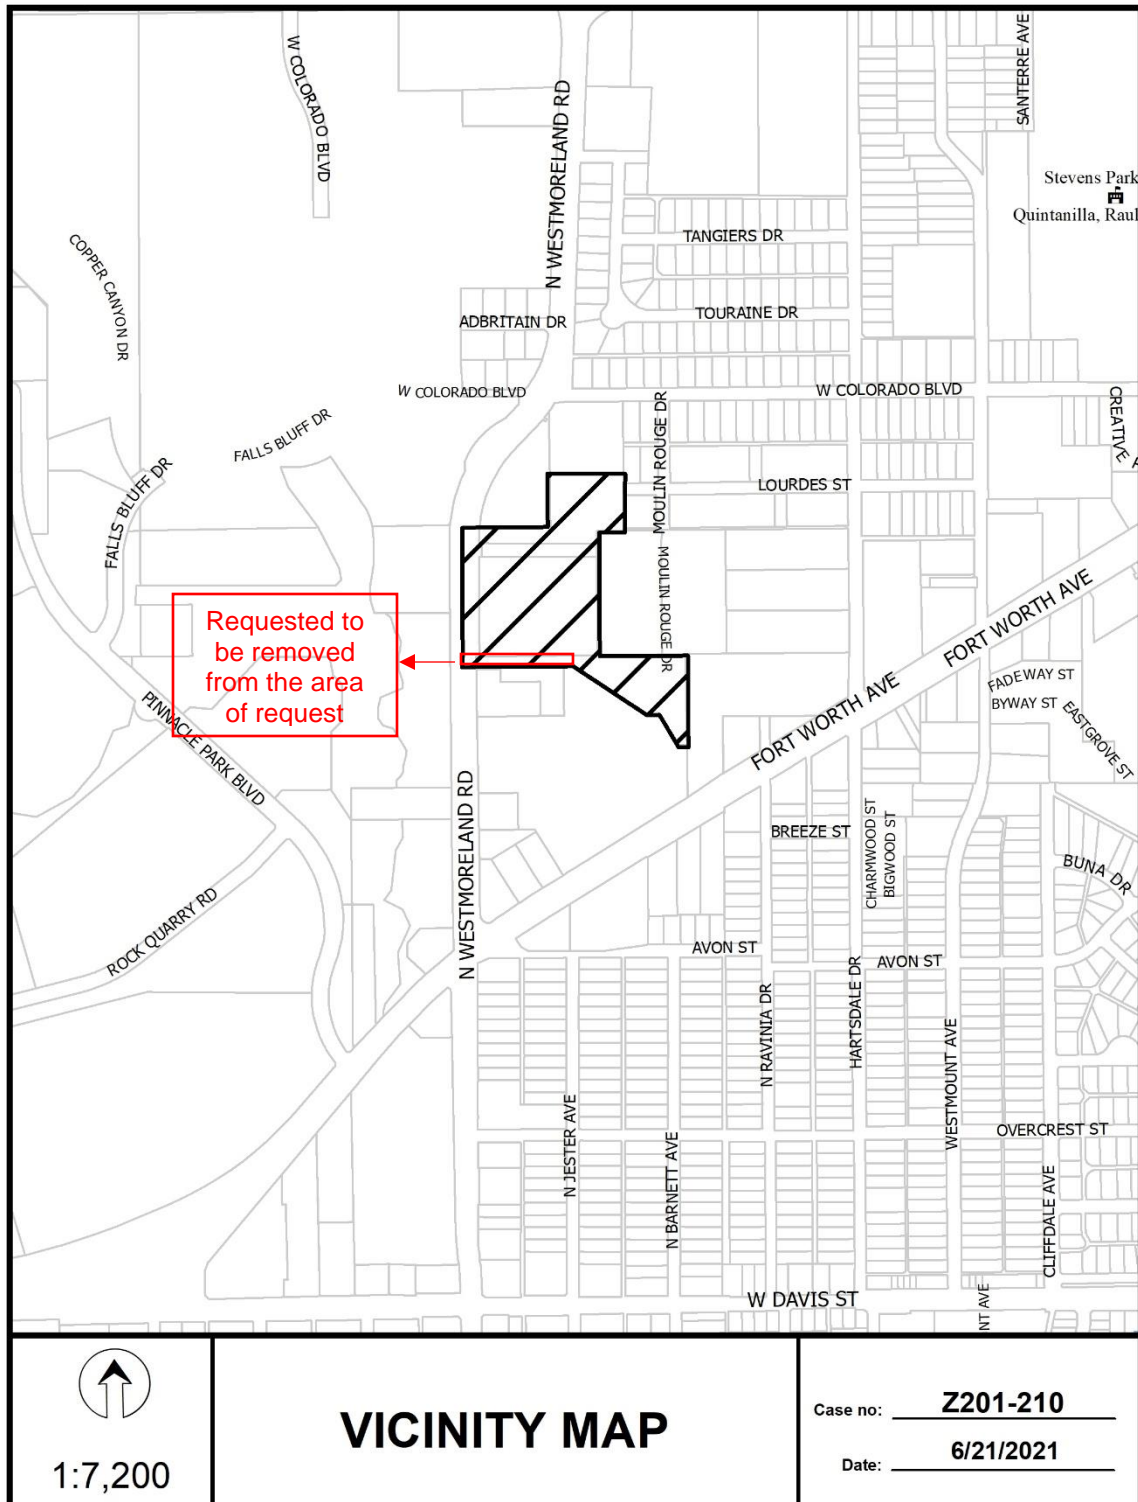 W COLORADO BLVD
N WESTMORELAND RD
SANTERRE AVE
Stevens Park
Quintanilla, Raul
COPPER CANYON DR
TANGIERS DR
TOURAINE DR
ADBRITAIN DR
W COLORADO BLVD
W COLORADO BLVD
MOULIN ROUGE DR
CREATIVE
FALLS BLUFF DR
FALLS BLUFF DR
LOURDES ST
MOULIN ROUGE DR
Requested to
be removed
from the area
of request
FORT WORTH AVE
FORT WORTH AVE
FADEWAY ST
BYWAY ST
EASTGROVE ST
PINNACLE PARK BLVD
N WESTMORELAND RD
BREEZE ST
CHARMWOOD ST
BIGWOOD ST
BUNA DR
ROCK QUARRY RD
AVON ST
AVON ST
N RAVINIA DR
HARTSDALE DR
WESTMOUNT AVE
N JESTER AVE
N BARNETT AVE
OVERCREST ST
CLIFFDALE AVE
W DAVIS ST
NT AVE
1:7,200
VICINITY MAP
Case no: Z201-210
Date: 6/21/2021